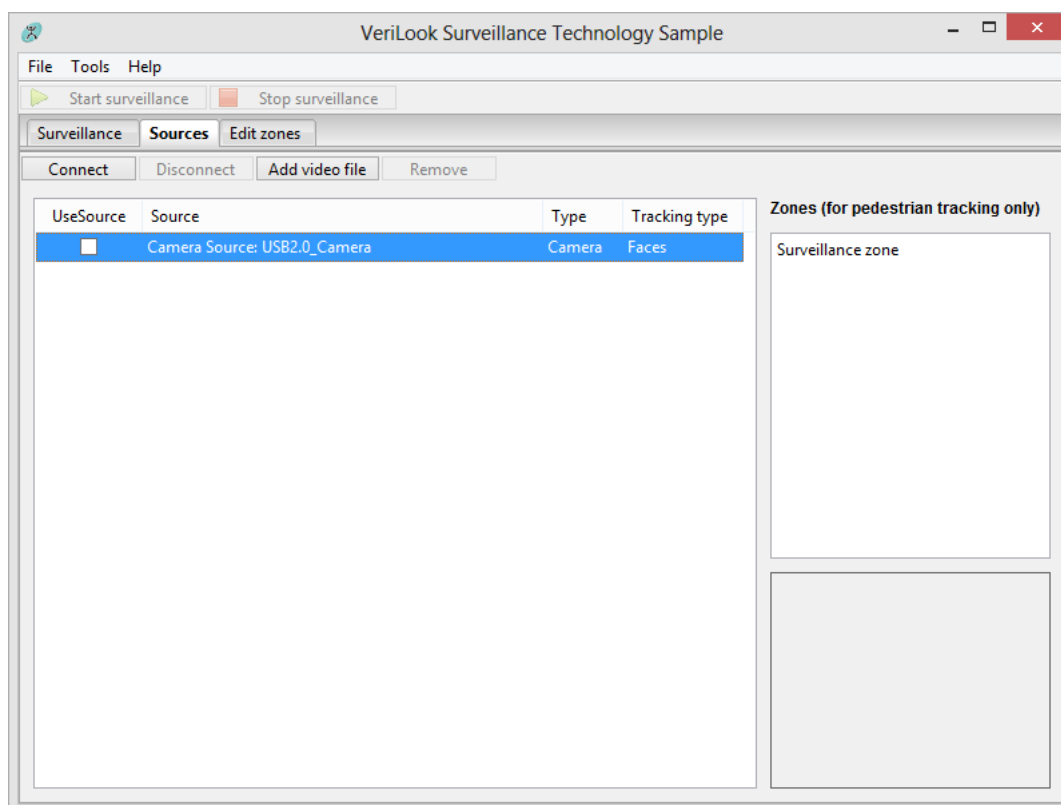 VeriLook Surveillance Technology Sample
File Tools Help
Start surveillance Stop surveillance
Surveillance Sources Edit zones
Connect Disconnect Add video file Remove
UseSource Source Type Tracking type
Camera Source: USB2.0_Camera Camera Faces
Zones (for pedestrian tracking only)
Surveillance zone